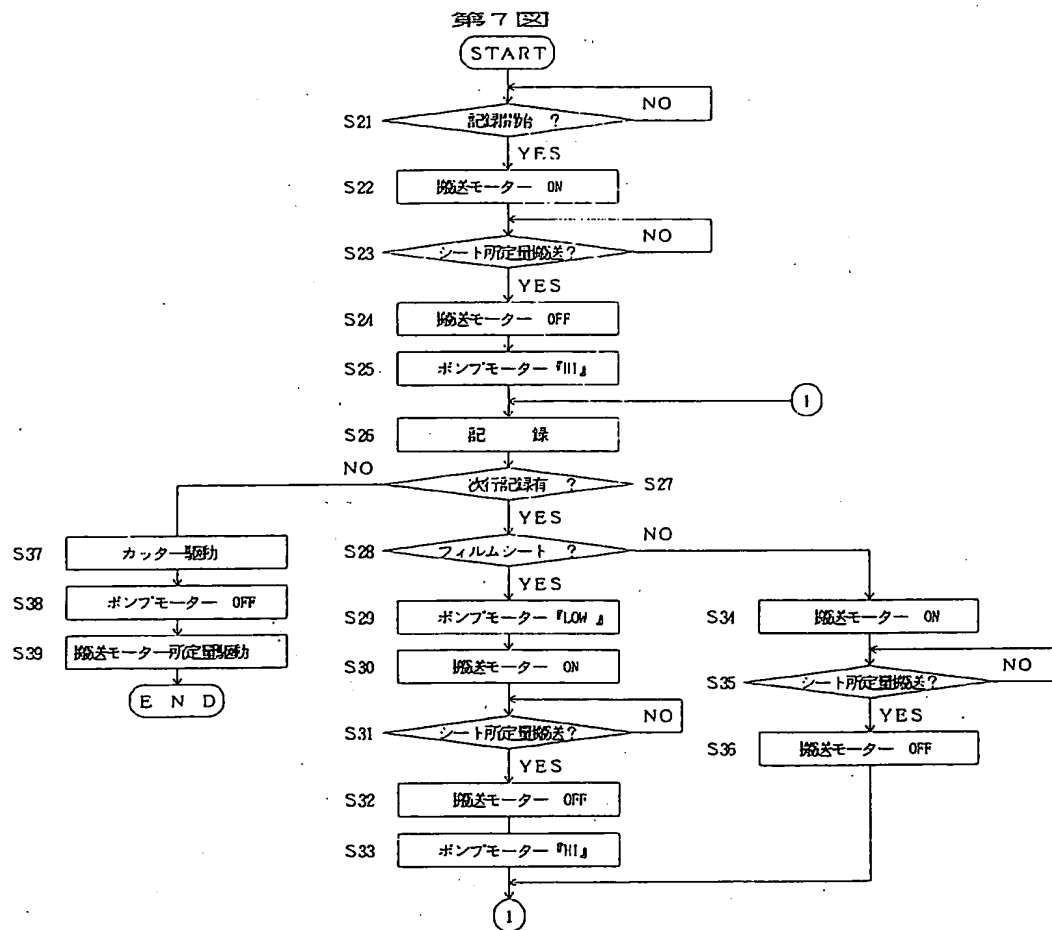 第7図
START
NO
S21 記録開始 ?
YES
S22 搬送モーター ON
NO
S23 シート所定量搬送?
YES
S24 搬送モーター OFF
S25 ポンプモーター『HI』
1
S26 記 録
NO
次行記録有 ? S27
YES
S37 カッター駆動
S28 フィルムシート ?
NO
YES
S38 ポンプモーター OFF
S29 ポンプモーター『LOW』
S34 搬送モーター ON
S39 搬送モーター所定量駆動
S30 搬送モーター ON
NO
END
S35 シート所定量搬送?
NO
S31 シート所定量搬送?
YES
S36 搬送モーター OFF
YES
S32 搬送モーター OFF
S33 ポンプモーター『HI』
1